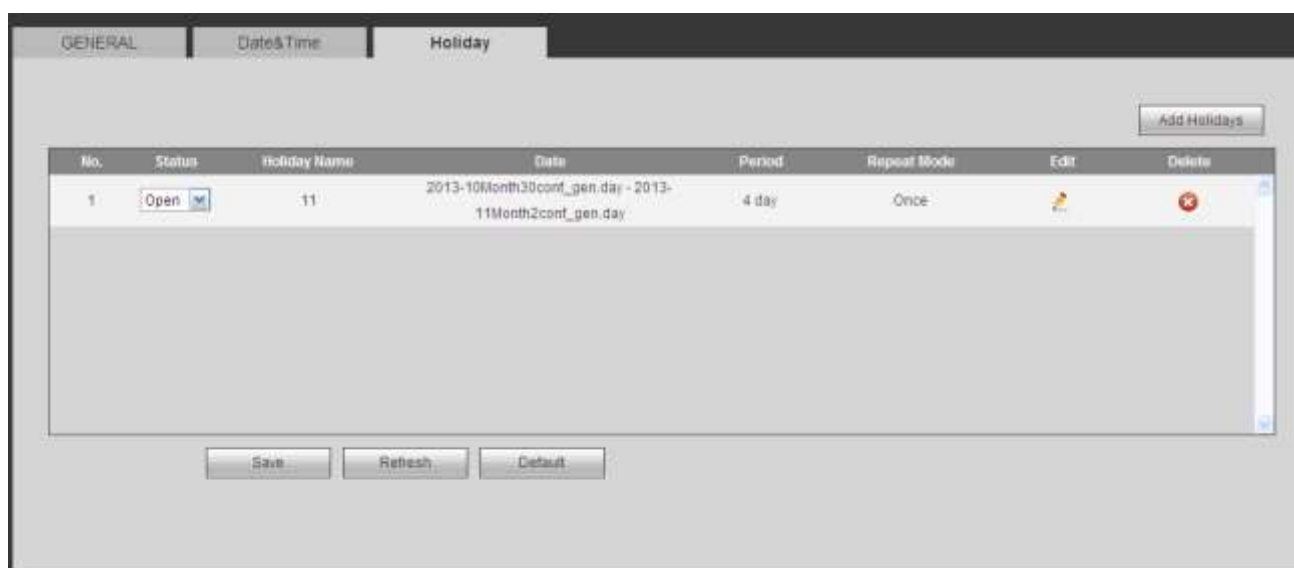 GENERAL Date&Time Holiday
Add Holidays
No. Status Holiday Name Date Period Repeat Mode Edit Delete
1 Open 11 2013-10Month30conf_gen.day - 2013- 4 day Once
11Month2conf_gen.day
Save Refresh Default